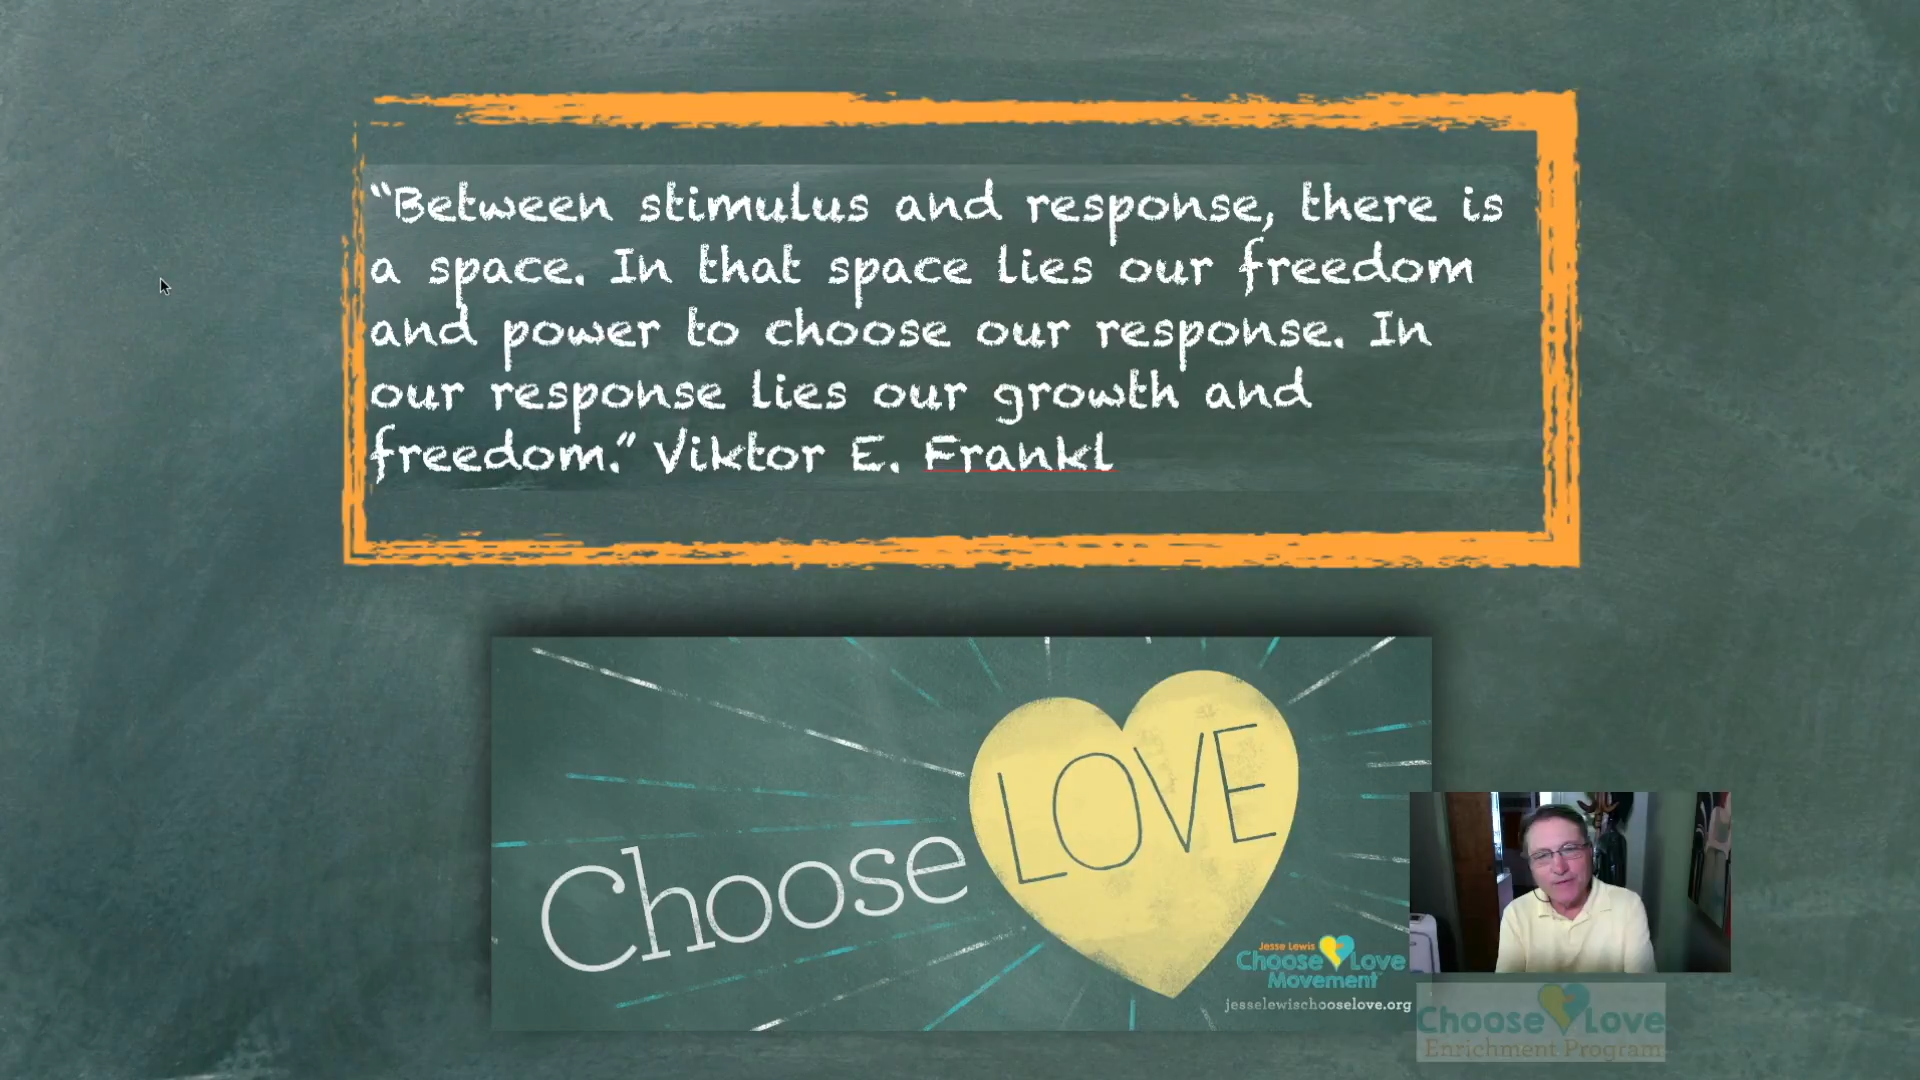 “Between stimulus and response, there is
a space. In that space lies our freedom
and power to choose our response. In
our response lies our growth and
freedom.” Viktor E. Frankl
Choose LOVE
Jesse Lewis
Choose Love
Movement
jesselewischooselove.org
Choose Love
Enrichment Program